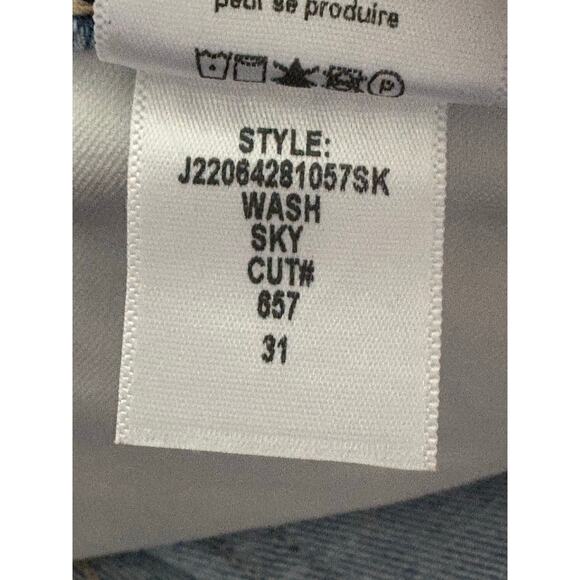 peut se produire
STYLE:
J22064281057SK
WASH
SKY
CUT#
657
31